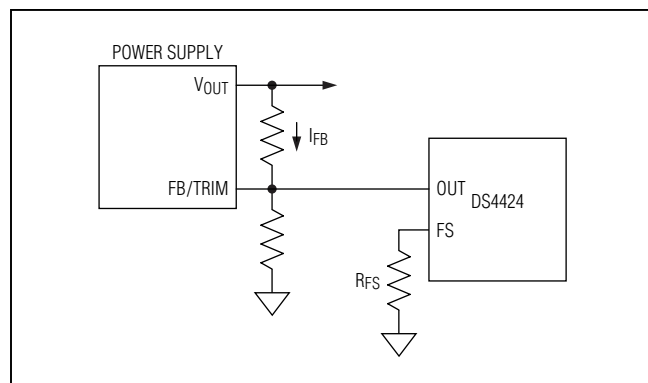 POWER SUPPLY
VOUT
IFB
FB/TRIM
OUT
DS4424
FS
RFS